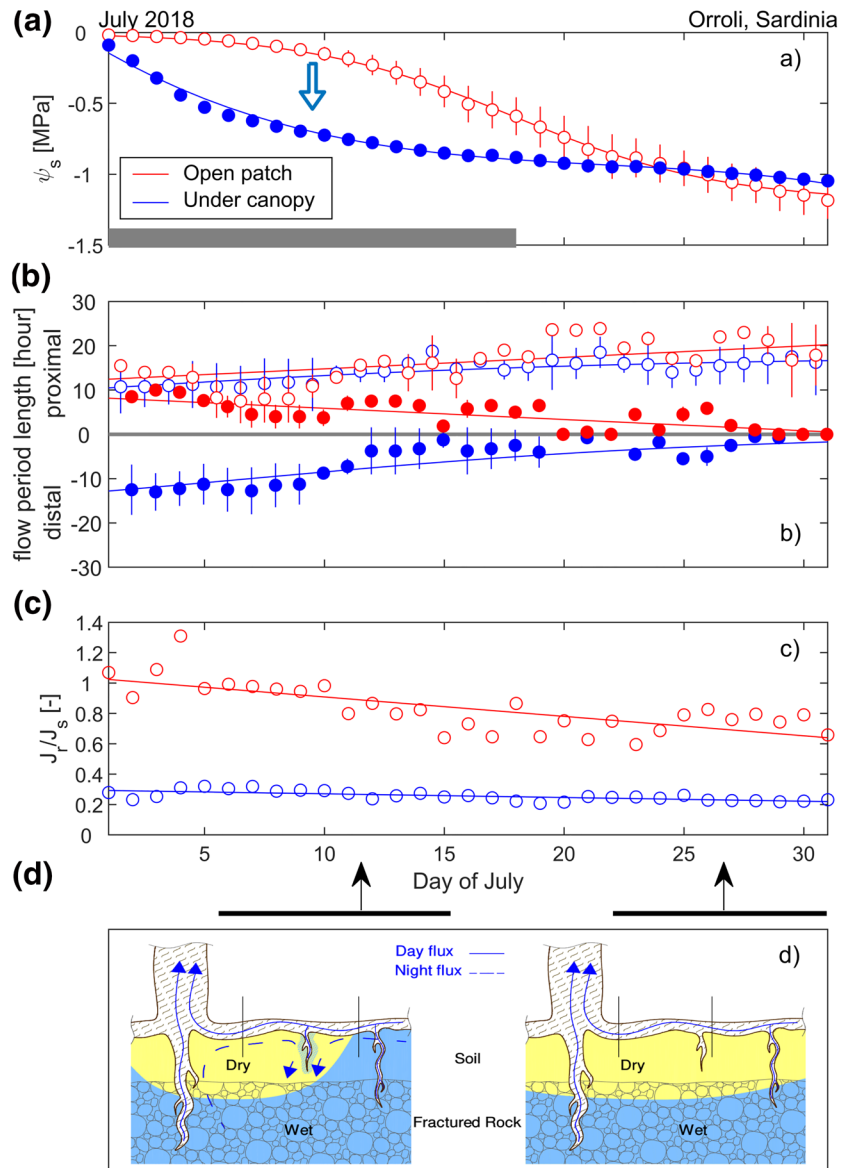 (a)
July 2018
Orroli, Sardinia
a)
0
-0.5
-1
-1.5
ψs [MPa]
Open patch
Under canopy
(b)
30
20
10
0
-10
-20
-30
flow period length [hour]
distal proximal
b)
(c)
1.4
1.2
1
0.8
0.6
0.4
0.2
0
Jr/Js [-]
c)
5 10 15 20 25 30
Day of July
(d)
d)
Day flux
Night flux
Dry
Soil
Dry
Wet
Fractured Rock
Wet